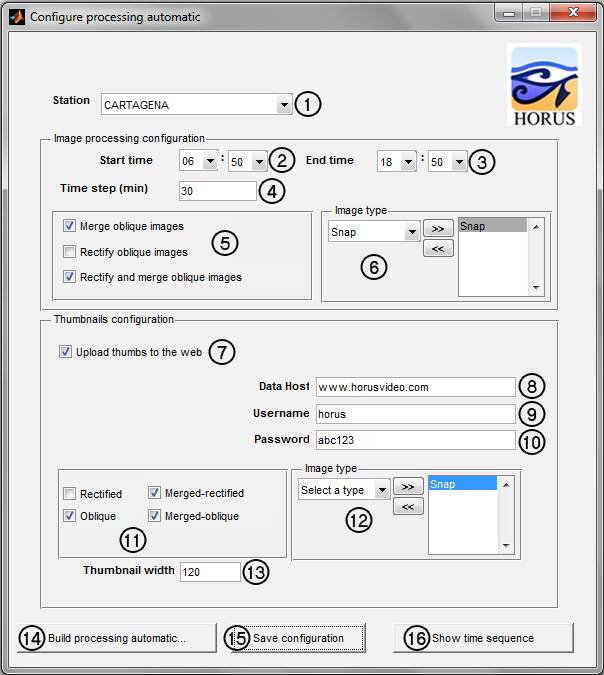 Configure processing automatic
HORUS
Station CARTAGENA 1
Image processing configuration
Start time 06 : 50 2 End time 18 : 50 3
Time step (min) 30 4
Merge oblique images
Rectify oblique images 5
Rectify and merge oblique images
Image type
Snap >> Snap
<<
6
Thumbnails configuration
Upload thumbs to the web 7
Data Host www.horusvideo.com 8
Username horus 9
Password abc123 10
Rectified Merged-rectified
Oblique Merged-oblique
11
Image type
Select a type >> Snap
<<
12
Thumbnail width 120 13
14 Build processing automatic... 15 Save configuration 16 Show time sequence